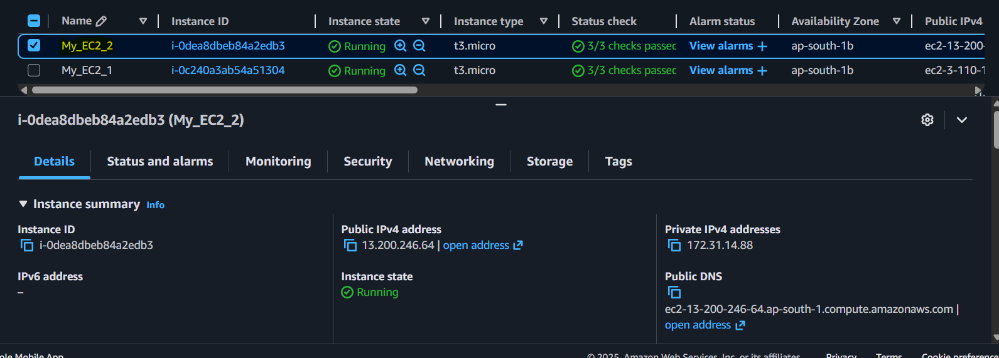 Name Instance ID Instance state Instance type Status check Alarm status Availability Zone Public IPv4
My_EC2_2 i-0dea8dbeb84a2edb3 Running t3.micro 3/3 checks passec View alarms + ap-south-1b ec2-13-200-
My_EC2_1 i-0c240a3ab54a51304 Running t3.micro 3/3 checks passec View alarms + ap-south-1b ec2-3-110-1
i-0dea8dbeb84a2edb3 (My_EC2_2)
Details Status and alarms Monitoring Security Networking Storage Tags
Instance summary Info
Instance ID
i-0dea8dbeb84a2edb3
Public IPv4 address
13.200.246.64 | open address
Private IPv4 addresses
172.31.14.88
IPv6 address
–
Instance state
Running
Public DNS
ec2-13-200-246-64.ap-south-1.compute.amazonaws.com |
open address
ole Mobile App © 2025, Amazon Web Services, Inc. or its affiliates. Privacy Terms Cookie preference